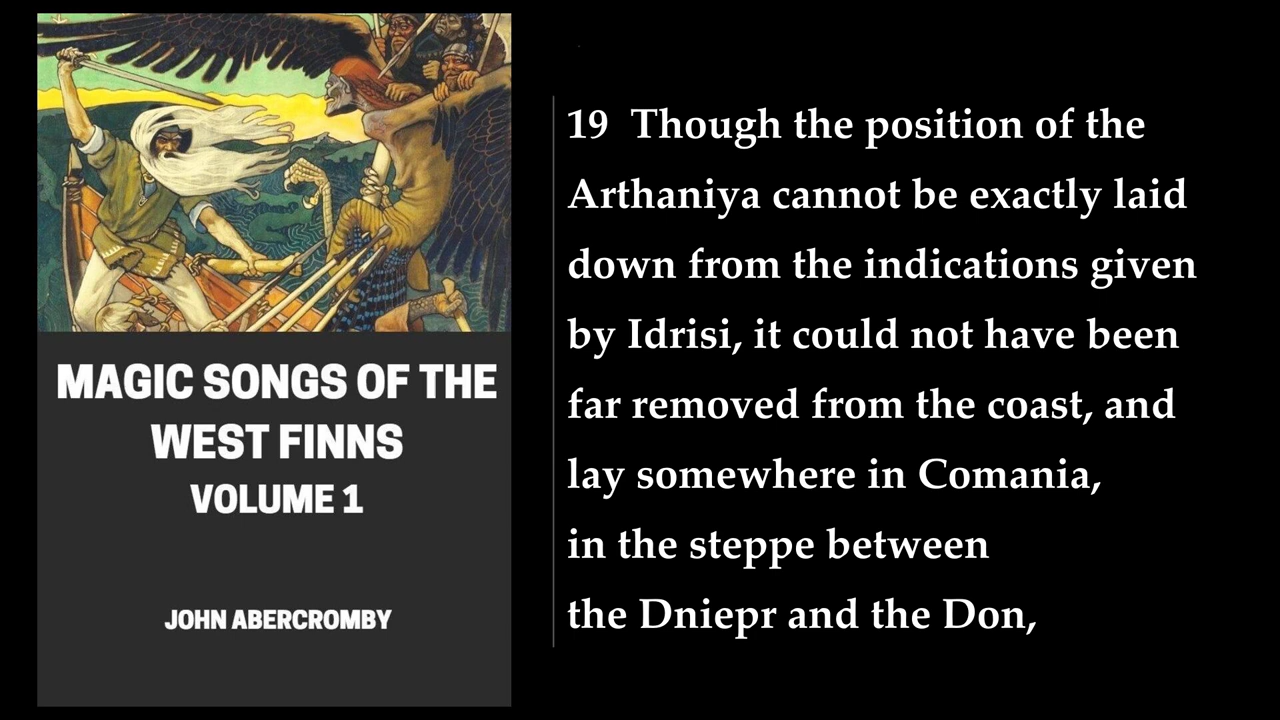 MAGIC SONGS OF THE
WEST FINNS
VOLUME 1
JOHN ABERCROMBY
19 Though the position of the
Arthaniya cannot be exactly laid
down from the indications given
by Idrisi, it could not have been
far removed from the coast, and
lay somewhere in Comania,
in the steppe between
the Dniepr and the Don,